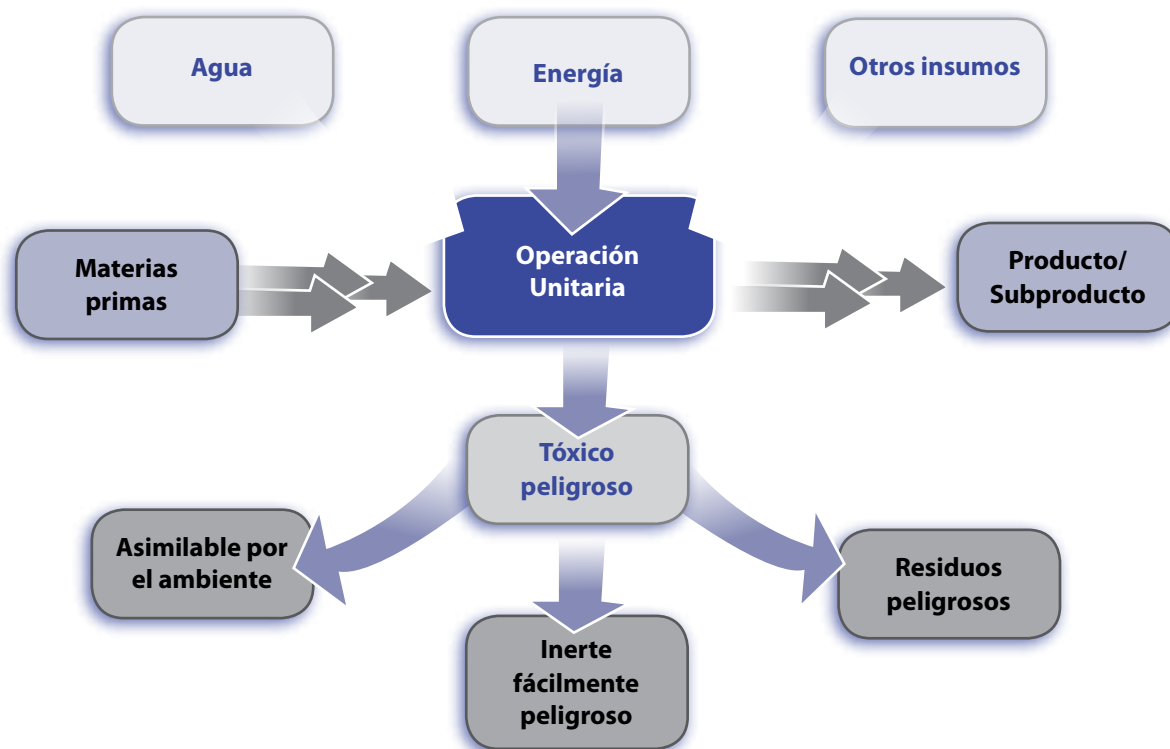 Agua
Energía
Otros insumos
Materias
primas
Operación
Unitaria
Producto/
Subproducto
Tóxico
peligroso
Asimilable por
el ambiente
Inerte
fácilmente
peligroso
Residuos
peligrosos